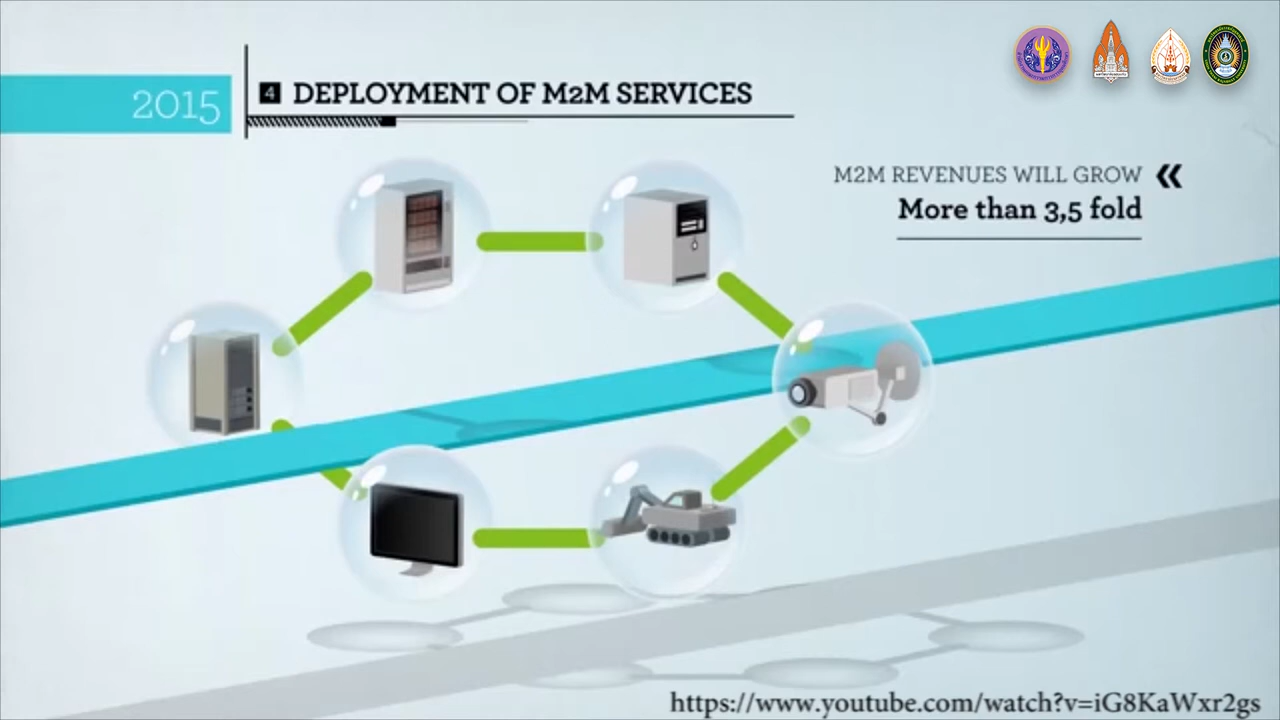 2015
4 DEPLOYMENT OF M2M SERVICES
M2M REVENUES WILL GROW «
More than 3,5 fold
https://www.youtube.com/watch?v=iG8KaWxr2gs